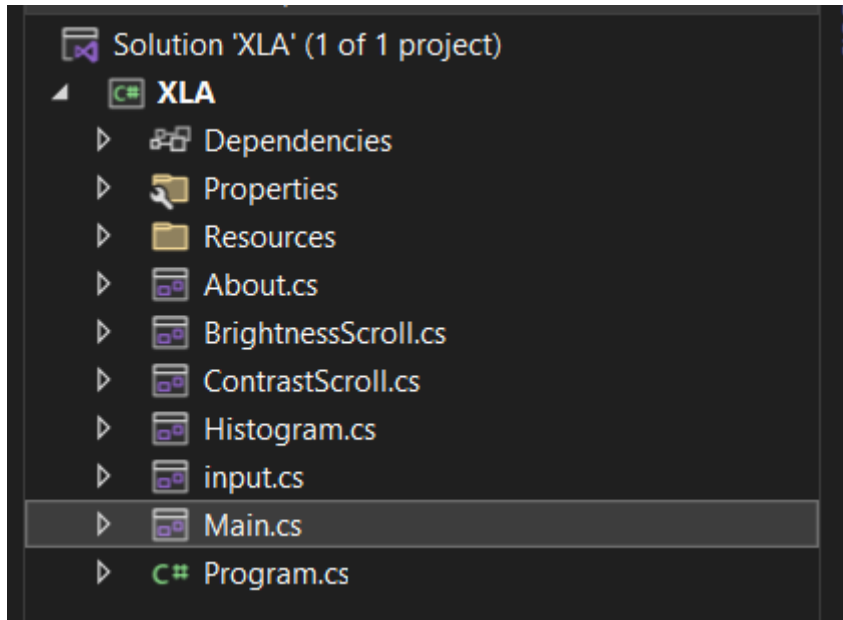 Solution 'XLA' (1 of 1 project)
C# XLA
Dependencies
Properties
Resources
About.cs
BrightnessScroll.cs
ContrastScroll.cs
Histogram.cs
input.cs
Main.cs
C# Program.cs